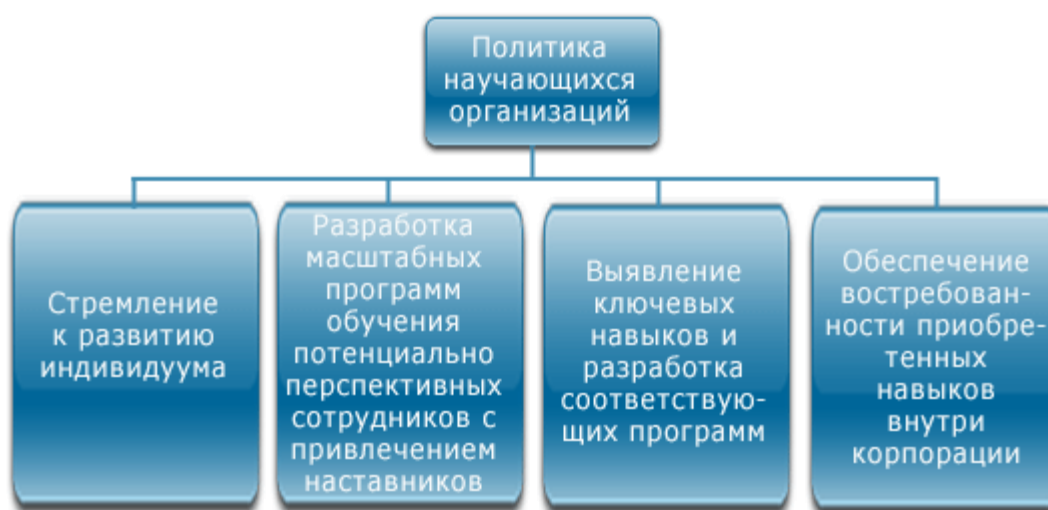 Политика
научающихся
организаций
Стремление
к развитию
индивидуума
Разработка
масштабных
программ
обучения
потенциально
перспективных
сотрудников с
привлечением
наставников
Выявление
ключевых
навыков и
разработка
соответствую-
щих программ
Обеспечение
востребован-
ности приобре-
тенных
навыков
внутри
корпорации